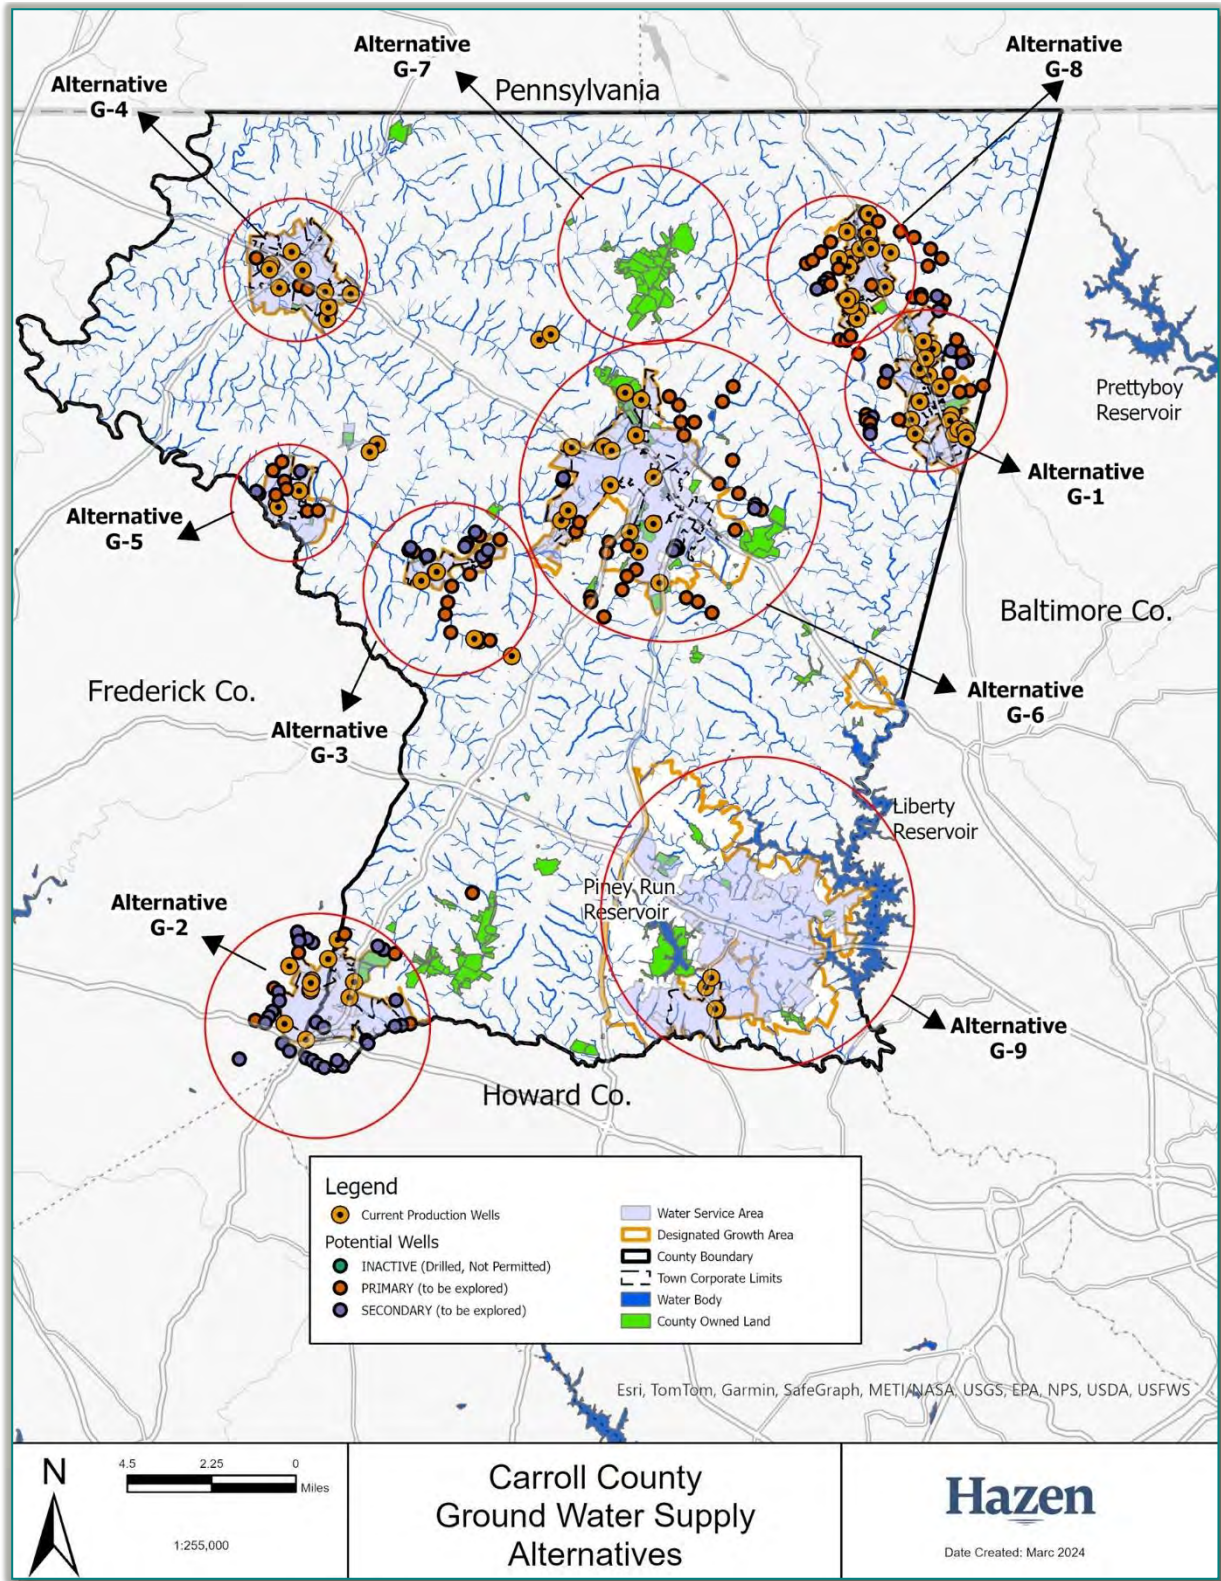 Alternative
G-7
Alternative
G-8
Alternative
G-4
Pennsylvania
Prettyboy
Reservoir
Alternative
G-1
Alternative
G-5
Baltimore Co.
Frederick Co.
Alternative
G-6
Alternative
G-3
Liberty
Reservoir
Piney Run
Reservoir
Alternative
G-2
Alternative
G-9
Howard Co.
Legend
Current Production Wells
Potential Wells
INACTIVE (Drilled, Not Permitted)
PRIMARY (to be explored)
SECONDARY (to be explored)
Water Service Area
Designated Growth Area
County Boundary
Town Corporate Limits
Water Body
County Owned Land
Esri, TomTom, Garmin, SafeGraph, METI/NASA, USGS, EPA, NPS, USDA, USFWS
N
4.5 2.25 0
Miles
1:255,000
Carroll County
Ground Water Supply
Alternatives
Hazen
Date Created: Marc 2024